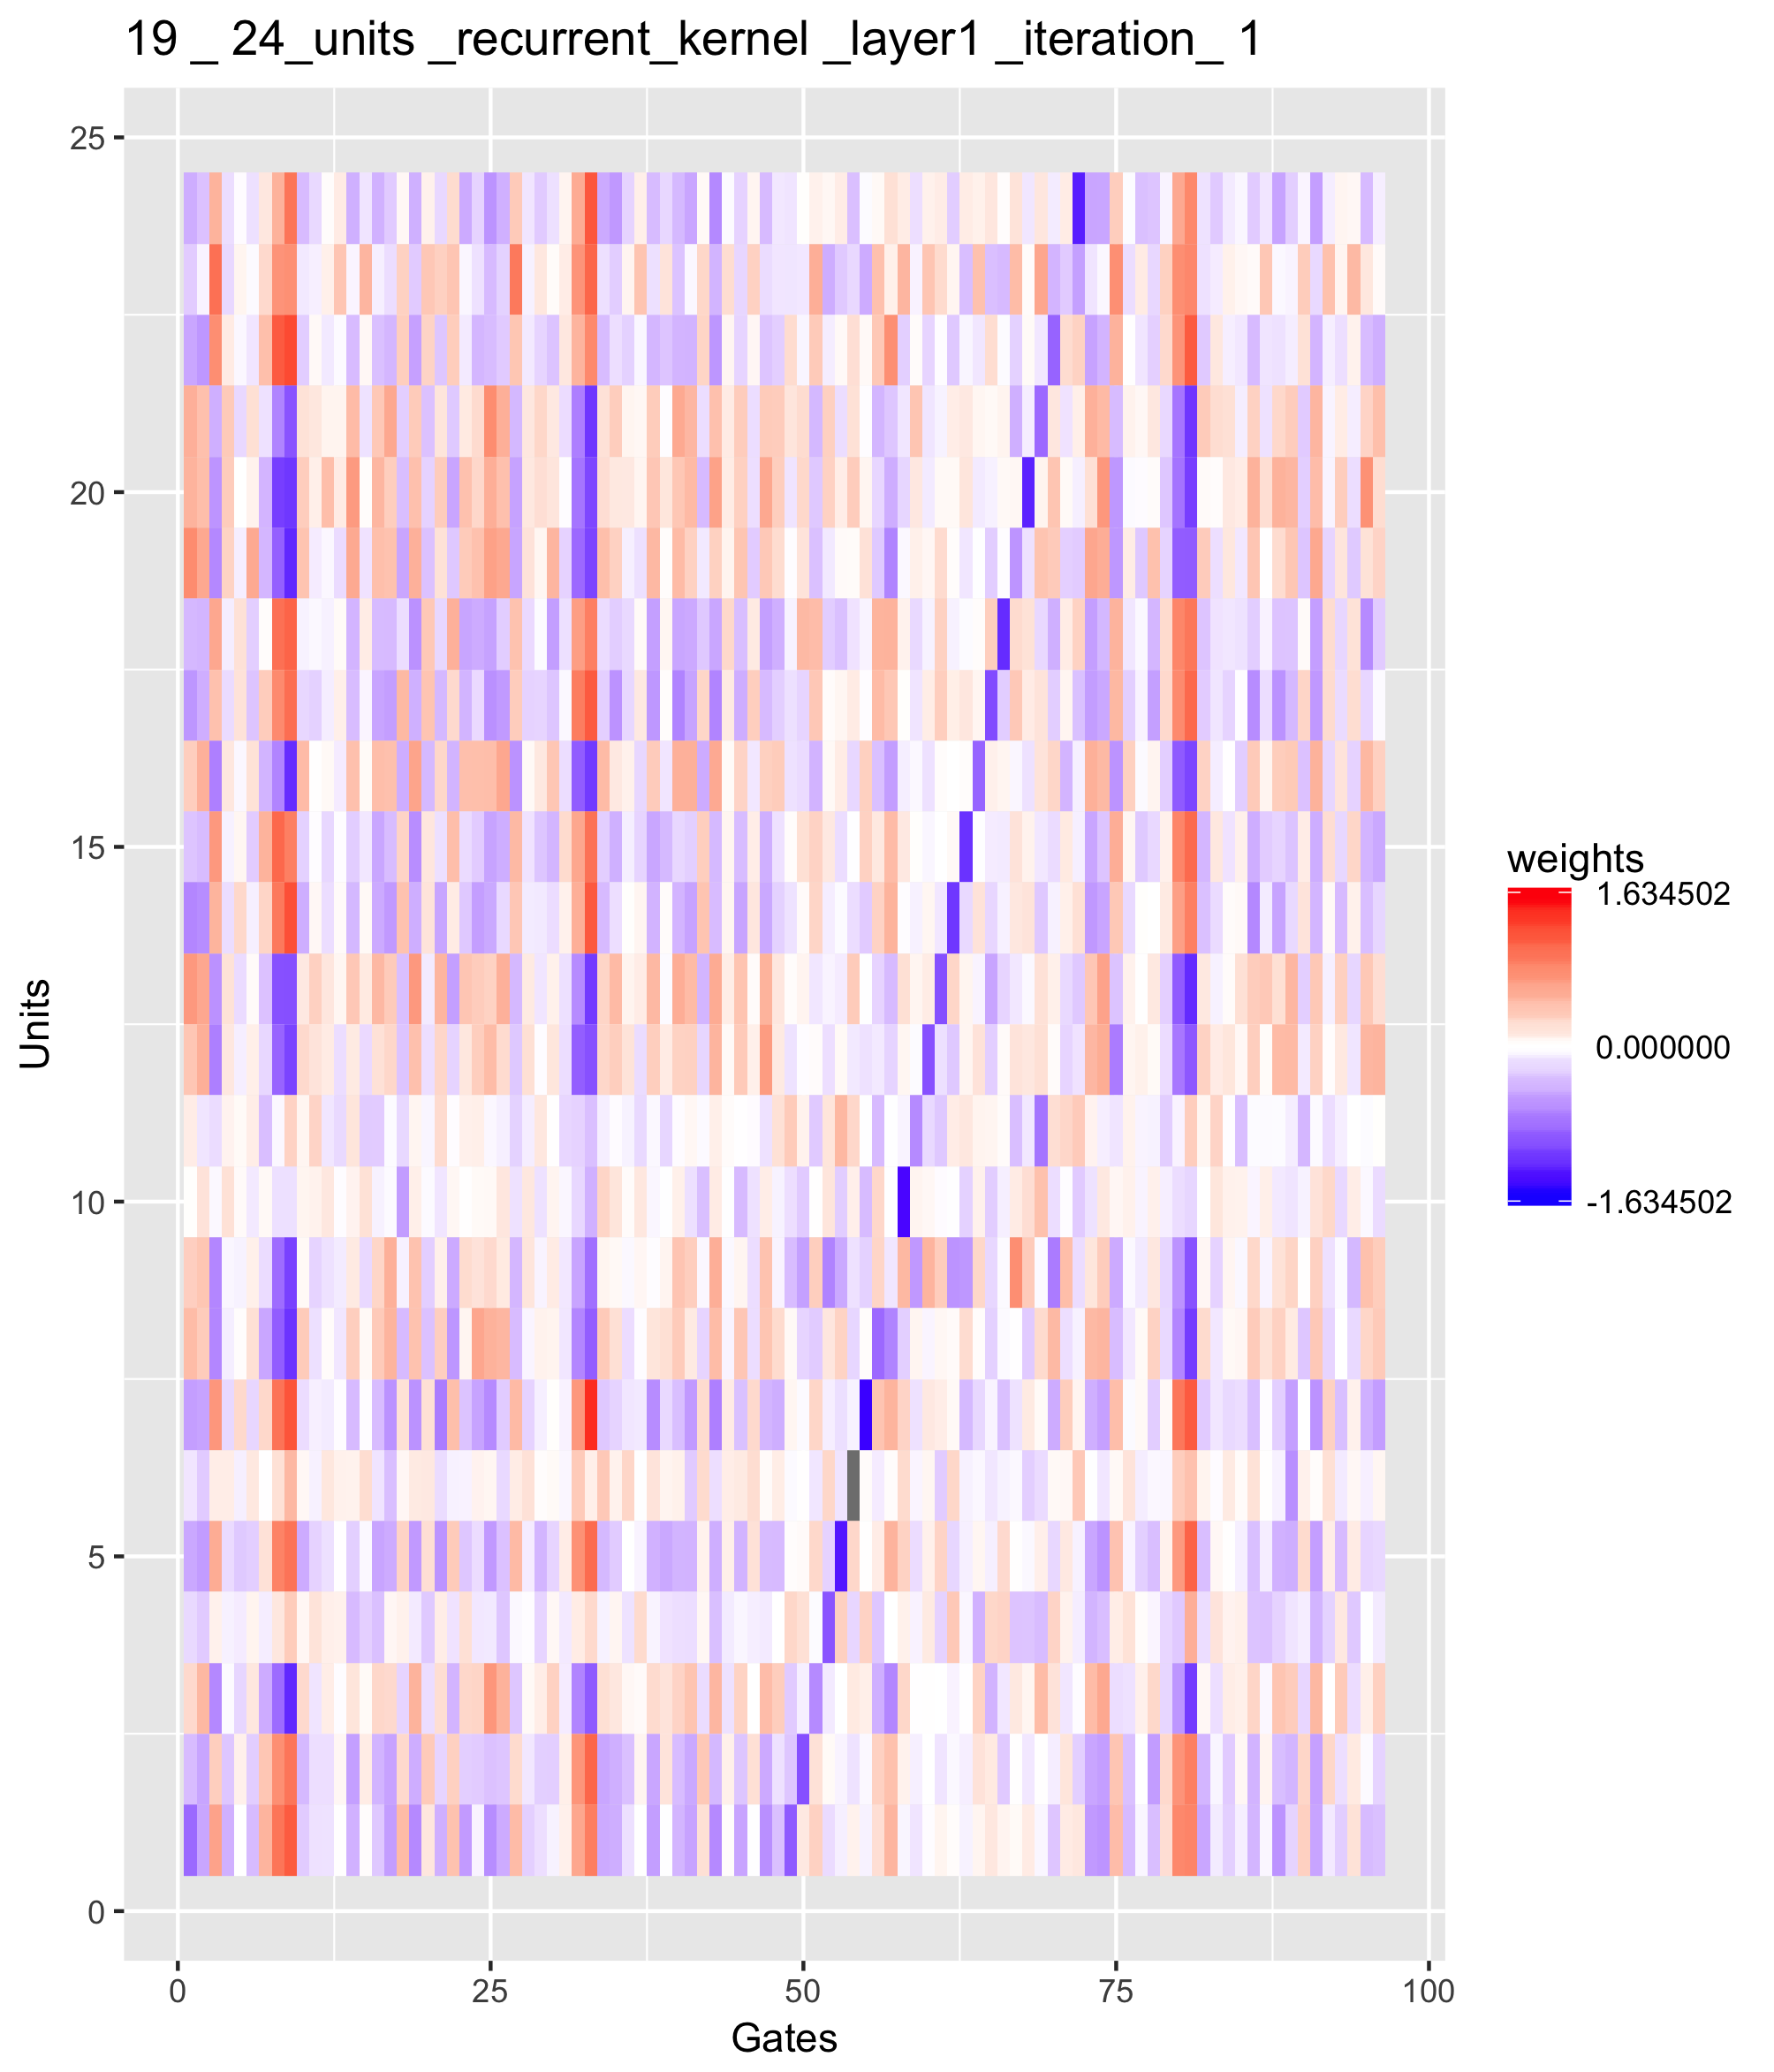 19 _ 24_units _recurrent_kernel _layer1 _iteration_ 1
25
20
15
10
5
0
Units
0 25 50 75 100
Gates
weights
1.634502
0.000000
-1.634502